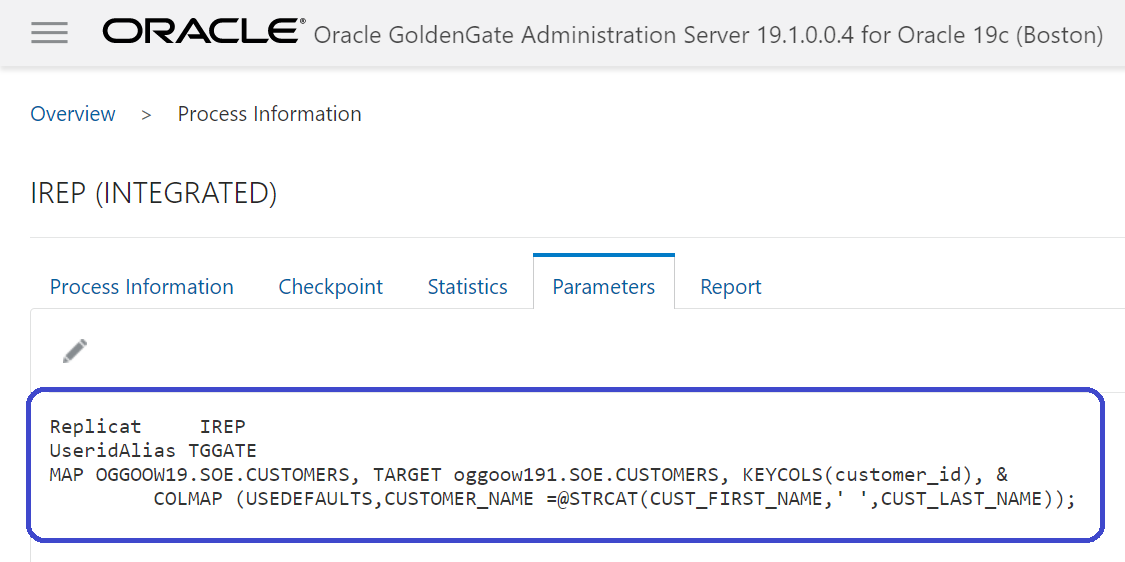 ORACLE® Oracle GoldenGate Administration Server 19.1.0.0.4 for Oracle 19c (Boston)
Overview > Process Information
IREP (INTEGRATED)
Process Information Checkpoint Statistics Parameters Report
Replicat     IREP
UseridAlias TGGATE
MAP OGGOOW19.SOE.CUSTOMERS, TARGET oggoow191.SOE.CUSTOMERS, KEYCOLS(customer_id), &
         COLMAP (USEDEFAULTS,CUSTOMER_NAME =@STRCAT(CUST_FIRST_NAME,' ',CUST_LAST_NAME));